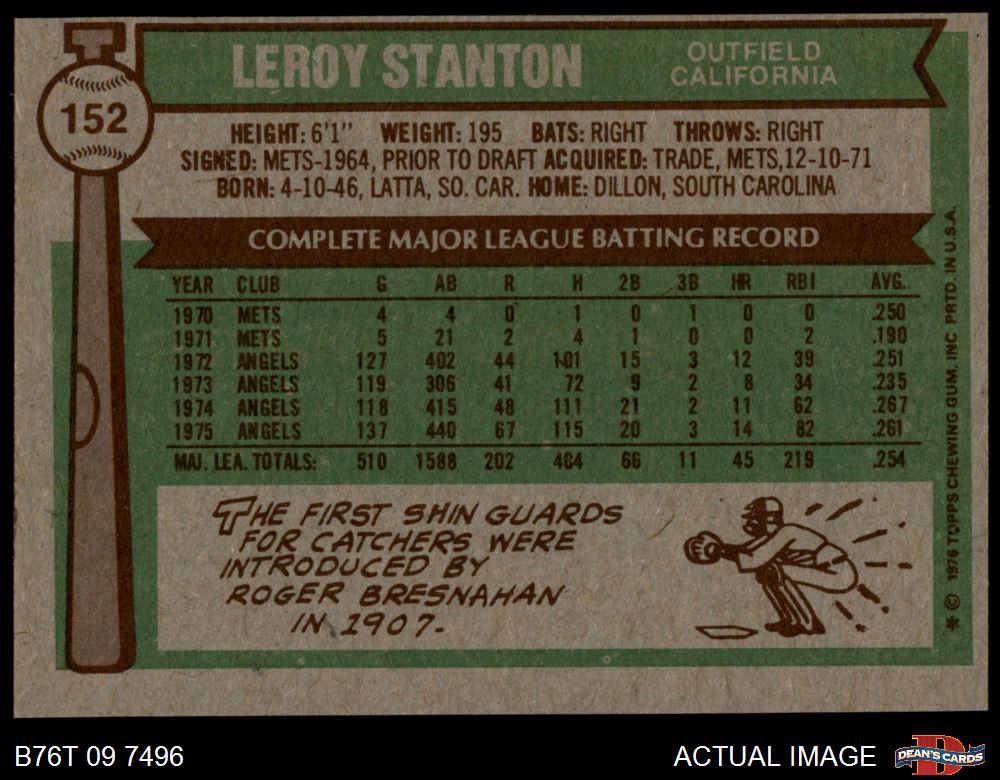 LEROY STANTON
OUTFIELD
CALIFORNIA
152
HEIGHT: 6'1" WEIGHT: 195 BATS: RIGHT THROWS: RIGHT
SIGNED: METS-1964, PRIOR TO DRAFT ACQUIRED: TRADE, METS,12-10-71
BORN: 4-10-46, LATTA, SO. CAR. HOME: DILLON, SOUTH CAROLINA
COMPLETE MAJOR LEAGUE BATTING RECORD
YEAR CLUB G AB R H 2B 3B HR RBI AVG.
1970 METS 4 4 0 1 0 1 0 0 .250
1971 METS 5 21 2 4 1 0 0 2 .190
1972 ANGELS 127 402 44 101 15 3 12 39 .251
1973 ANGELS 119 306 41 72 9 2 8 34 .235
1974 ANGELS 118 415 48 111 21 2 11 62 .267
1975 ANGELS 137 440 67 115 20 3 14 82 .261
MAJ. LEA. TOTALS: 510 1588 202 404 66 11 45 219 .254
THE FIRST SHIN GUARDS
FOR CATCHERS WERE
INTRODUCED BY
ROGER BRESNAHAN
IN 1907.
* © 1976 TOPPS CHEWING GUM, INC PRTD. IN U.S.A.
B76T 09 7496
ACTUAL IMAGE
DEAN'S CARDS